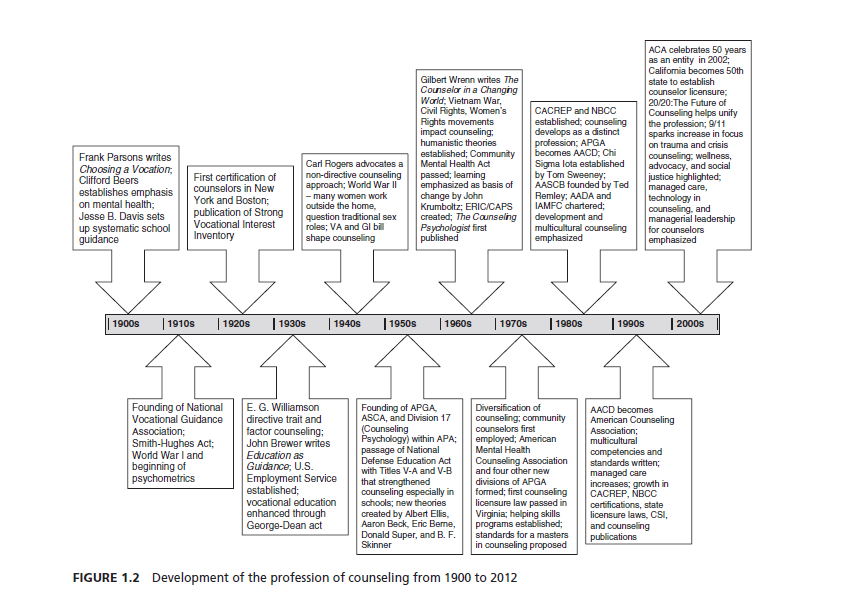 Frank Parsons writes
Choosing a Vocation;
Clifford Beers
establishes emphasis
on mental health;
Jesse B. Davis sets
up systematic school
guidance
First certification of
counselors in New
York and Boston;
publication of Strong
Vocational Interest
Inventory
Carl Rogers advocates a
non-directive counseling
approach; World War II
– many women work
outside the home,
question traditional sex
roles; VA and GI bill
shape counseling
Gilbert Wrenn writes The
Counselor in a Changing
World; Vietnam War,
Civil Rights, Women's
Rights movements
impact counseling;
humanistic theories
established; Community
Mental Health Act
passed; learning
emphasized as basis of
change by John
Krumboltz; ERIC/CAPS
created; The Counseling
Psychologist first
published
CACREP and NBCC
established; counseling
develops as a distinct
profession; APGA
becomes AACD; Chi
Sigma Iota established
by Tom Sweeney;
AASCB founded by Ted
Remley; AADA and
IAMFC chartered;
development and
multicultural counseling
emphasized
ACA celebrates 50 years
as an entity in 2002;
California becomes 50th
state to establish
counselor licensure;
20/20:The Future of
Counseling helps unify
the profession; 9/11
sparks increase in focus
on trauma and crisis
counseling; wellness,
advocacy, and social
justice highlighted;
managed care,
technology in
counseling, and
managerial leadership
for counselors
emphasized
1900s 1910s 1920s 1930s 1940s 1950s 1960s 1970s 1980s 1990s 2000s
Founding of National
Vocational Guidance
Association;
Smith-Hughes Act;
World War I and
beginning of
psychometrics
E. G. Williamson
directive trait and
factor counseling;
John Brewer writes
Education as
Guidance; U.S.
Employment Service
established;
vocational education
enhanced through
George-Dean act
Founding of APGA,
ASCA, and Division 17
(Counseling
Psychology) within APA;
passage of National
Defense Education Act
with Titles V-A and V-B
that strengthened
counseling especially in
schools; new theories
created by Albert Ellis,
Aaron Beck, Eric Berne,
Donald Super, and B. F.
Skinner
Diversification of
counseling; community
counselors first
employed; American
Mental Health
Counseling Association
and four other new
divisions of APGA
formed; first counseling
licensure law passed in
Virginia; helping skills
programs established;
standards for a masters
in counseling proposed
AACD becomes
American Counseling
Association;
multicultural
competencies and
standards written;
managed care
increases; growth in
CACREP, NBCC
certifications, state
licensure laws, CSI,
and counseling
publications
FIGURE 1.2 Development of the profession of counseling from 1900 to 2012